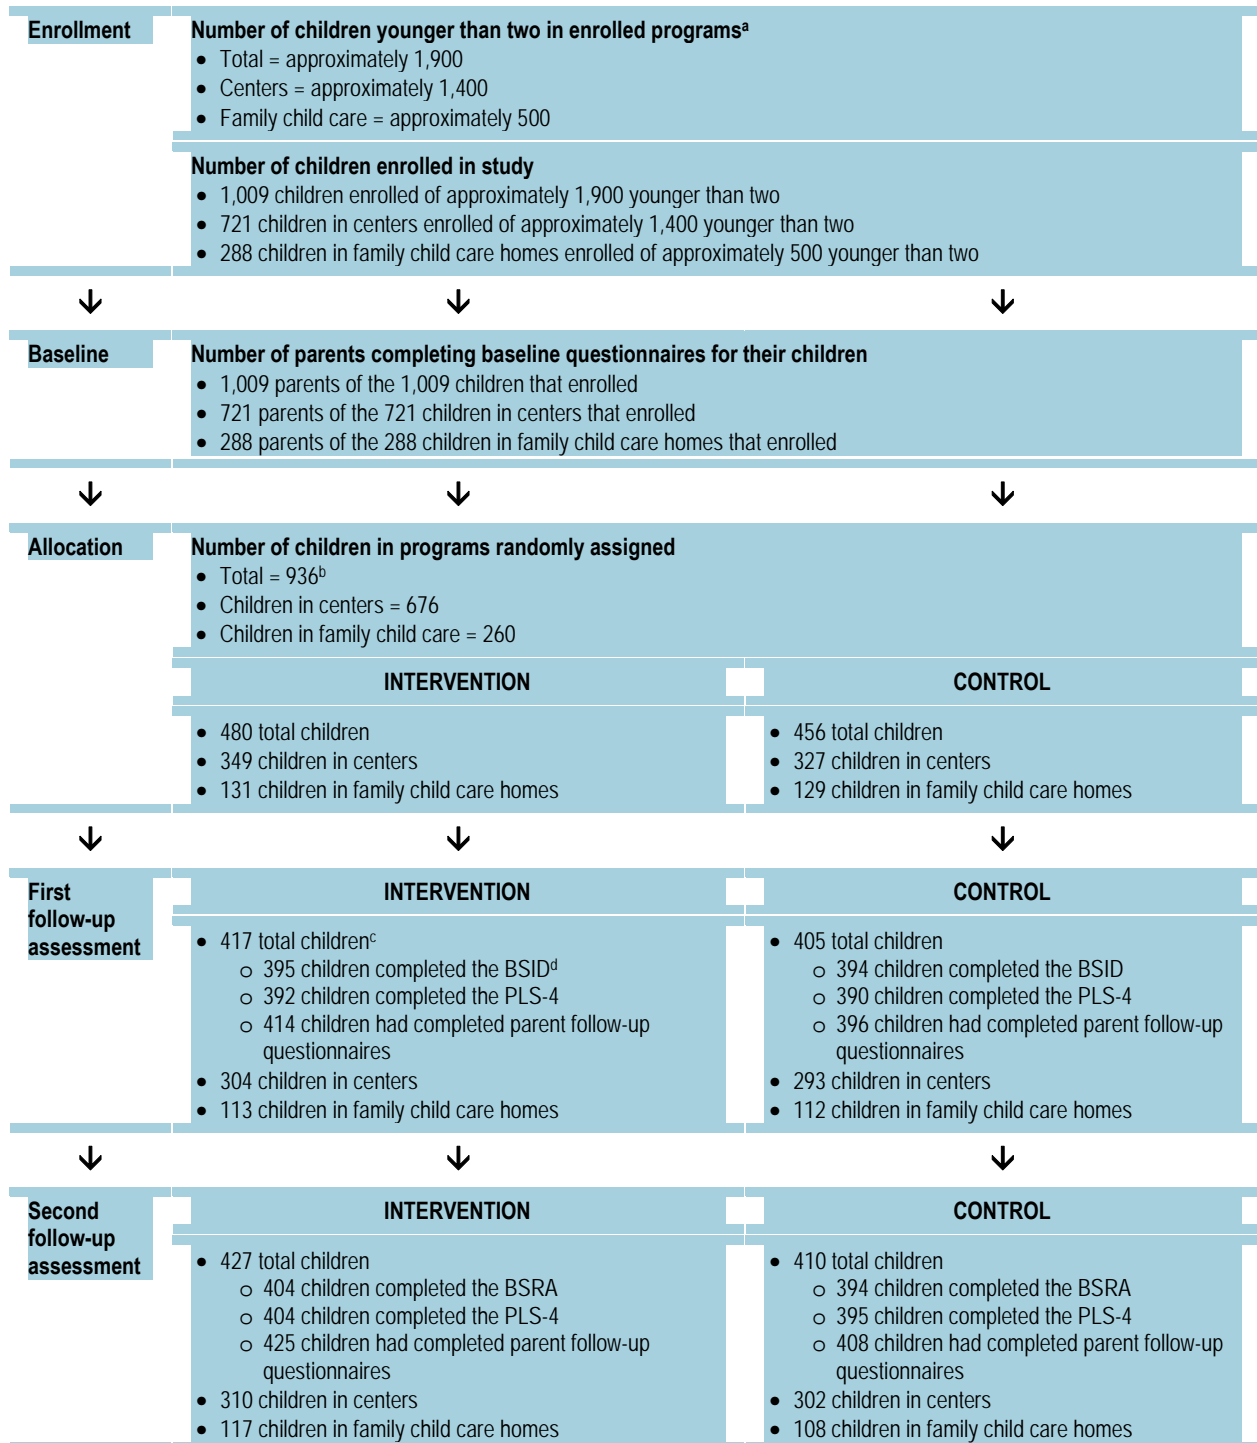 Enrollment
Number of children younger than two in enrolled programsᵃ
• Total = approximately 1,900
• Centers = approximately 1,400
• Family child care = approximately 500
Number of children enrolled in study
• 1,009 children enrolled of approximately 1,900 younger than two
• 721 children in centers enrolled of approximately 1,400 younger than two
• 288 children in family child care homes enrolled of approximately 500 younger than two
Baseline
Number of parents completing baseline questionnaires for their children
• 1,009 parents of the 1,009 children that enrolled
• 721 parents of the 721 children in centers that enrolled
• 288 parents of the 288 children in family child care homes that enrolled
Allocation
Number of children in programs randomly assigned
• Total = 936ᵇ
• Children in centers = 676
• Children in family child care = 260
INTERVENTION
• 480 total children
• 349 children in centers
• 131 children in family child care homes
CONTROL
• 456 total children
• 327 children in centers
• 129 children in family child care homes
First
follow-up
assessment
INTERVENTION
• 417 total childrenᶜ
o 395 children completed the BSIDᵈ
o 392 children completed the PLS-4
o 414 children had completed parent follow-up
questionnaires
• 304 children in centers
• 113 children in family child care homes
CONTROL
• 405 total children
o 394 children completed the BSID
o 390 children completed the PLS-4
o 396 children had completed parent follow-up
questionnaires
• 293 children in centers
• 112 children in family child care homes
Second
follow-up
assessment
INTERVENTION
• 427 total children
o 404 children completed the BSRA
o 404 children completed the PLS-4
o 425 children had completed parent follow-up
questionnaires
• 310 children in centers
• 117 children in family child care homes
CONTROL
• 410 total children
o 394 children completed the BSRA
o 395 children completed the PLS-4
o 408 children had completed parent follow-up
questionnaires
• 302 children in centers
• 108 children in family child care homes